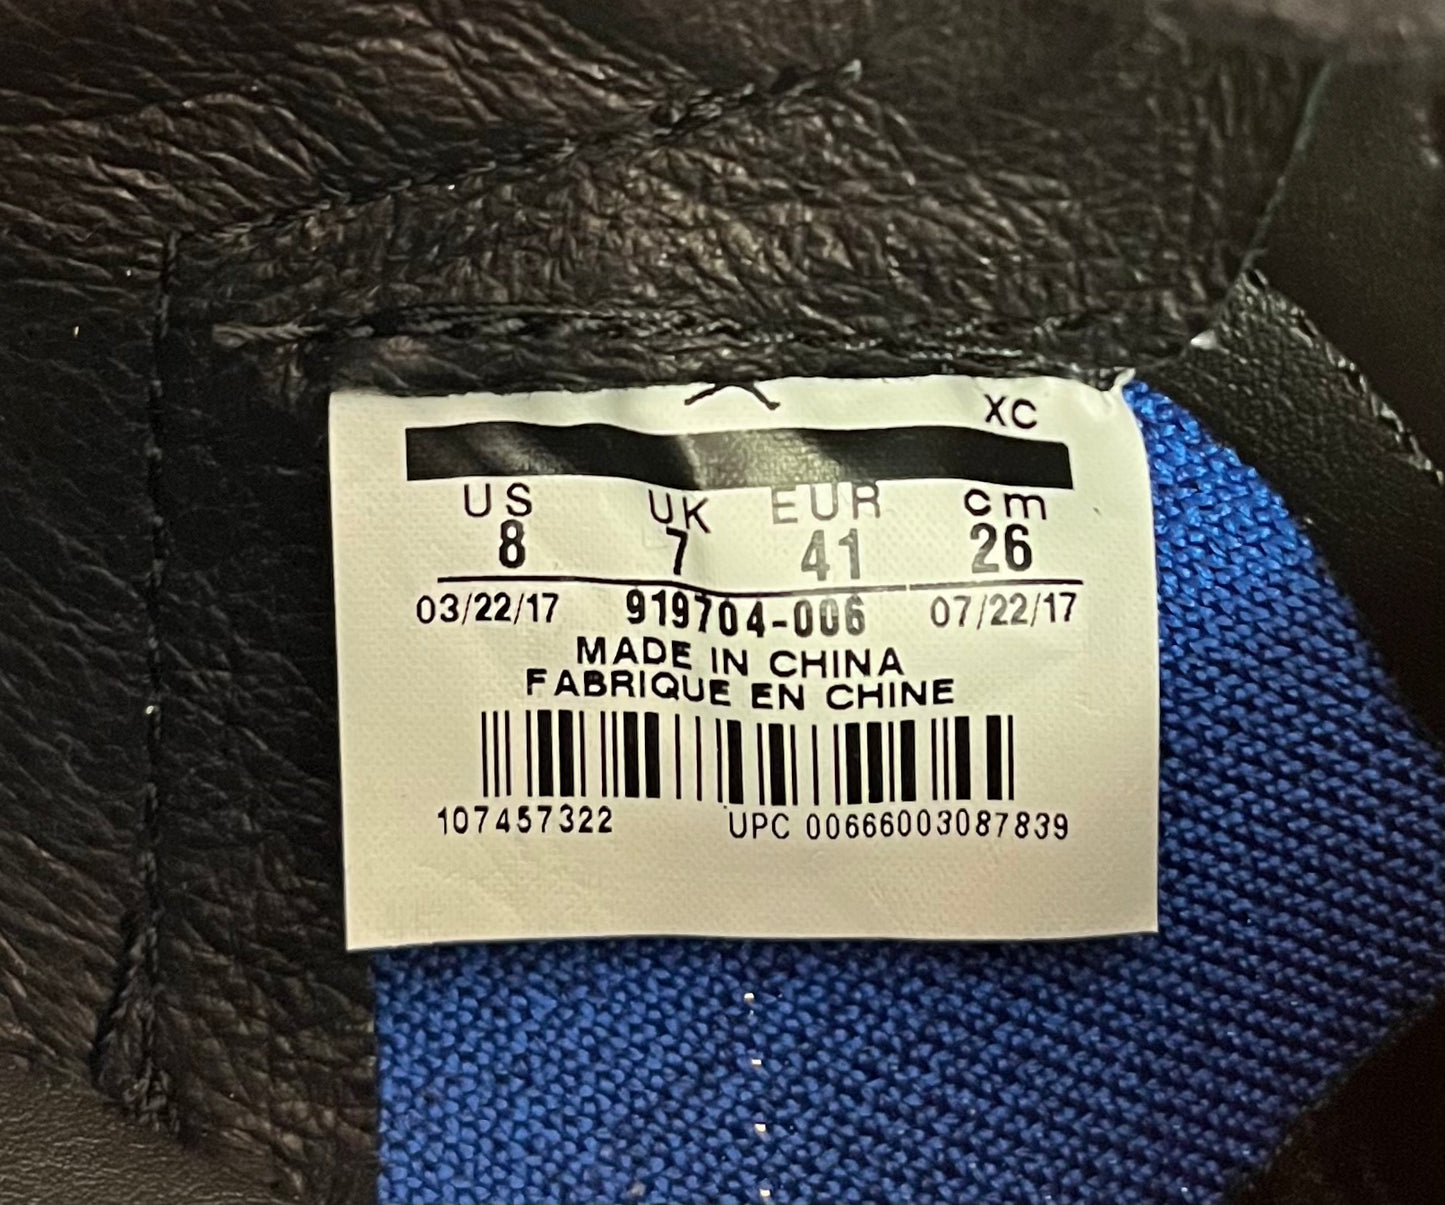 XC
US UK EUR cm
8 7 41 26
03/22/17 919704-006 07/22/17
MADE IN CHINA
FABRIQUE EN CHINE
107457322 UPC 00666003087839